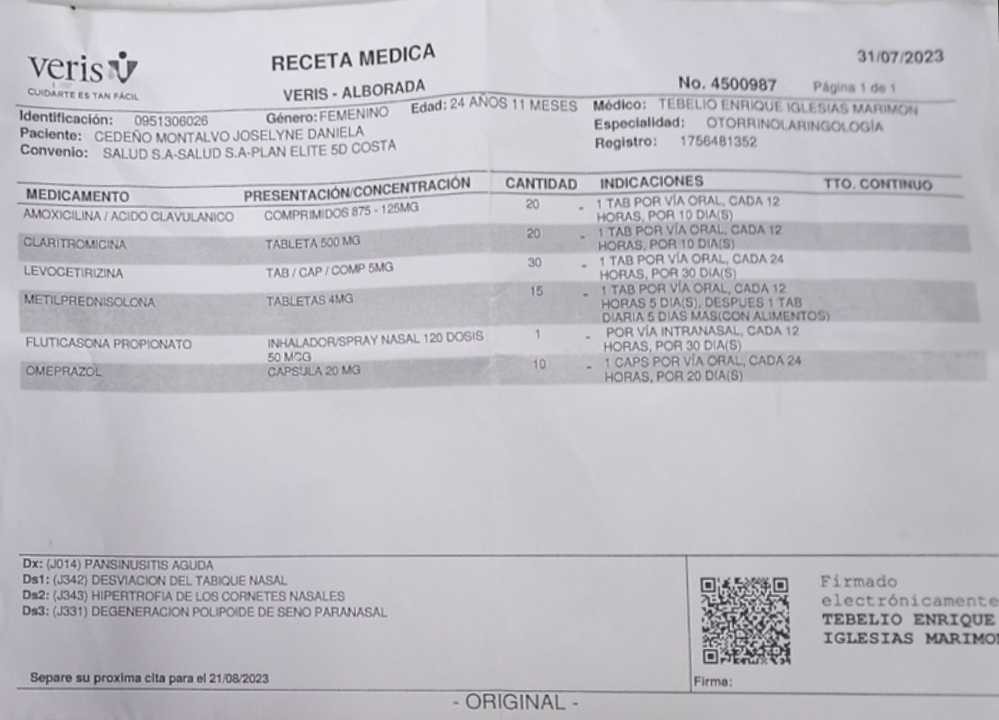 veris
CUIDARTE ES TAN FÁCIL
RECETA MEDICA
VERIS - ALBORADA
31/07/2023
No. 4500987 Página 1 de 1
Identificación: 0951306026 Género: FEMENINO Edad: 24 AÑOS 11 MESES
Paciente: CEDEÑO MONTALVO JOSELYNE DANIELA
Convenio: SALUD S.A-SALUD S.A-PLAN ELITE 5D COSTA
Médico: TEBELIO ENRIQUE IGLESIAS MARIMON
Especialidad: OTORRINOLARINGOLOGÍA
Registro: 1756481352
MEDICAMENTO PRESENTACIÓN/CONCENTRACIÓN CANTIDAD INDICACIONES TTO. CONTINUO
AMOXICILINA / ACIDO CLAVULANICO COMPRIMIDOS 875 - 125MG 20 - 1 TAB POR VÍA ORAL, CADA 12
HORAS, POR 10 DIA(S)
CLARITROMICINA TABLETA 500 MG 20 - 1 TAB POR VÍA ORAL, CADA 12
HORAS, POR 10 DIA(S)
LEVOCETIRIZINA TAB / CAP / COMP 5MG 30 - 1 TAB POR VÍA ORAL, CADA 24
HORAS, POR 30 DIA(S)
METILPREDNISOLONA TABLETAS 4MG 15 - 1 TAB POR VÍA ORAL, CADA 12
HORAS 5 DIA(S), DESPUES 1 TAB
DIARIA 5 DIAS MAS(CON ALIMENTOS)
FLUTICASONA PROPIONATO INHALADOR/SPRAY NASAL 120 DOSIS 1 - POR VÍA INTRANASAL, CADA 12
50 MCG HORAS, POR 30 DIA(S)
OMEPRAZOL CAPSULA 20 MG 10 - 1 CAPS POR VÍA ORAL, CADA 24
HORAS, POR 20 DIA(S)
Dx: (J014) PANSINUSITIS AGUDA
Ds1: (J342) DESVIACION DEL TABIQUE NASAL
Ds2: (J343) HIPERTROFIA DE LOS CORNETES NASALES
Ds3: (J331) DEGENERACION POLIPOIDE DE SENO PARANASAL
Separe su proxima cita para el 21/08/2023
Firmado
electrónicamente
TEBELIO ENRIQUE
IGLESIAS MARIMON
Firma:
- ORIGINAL -